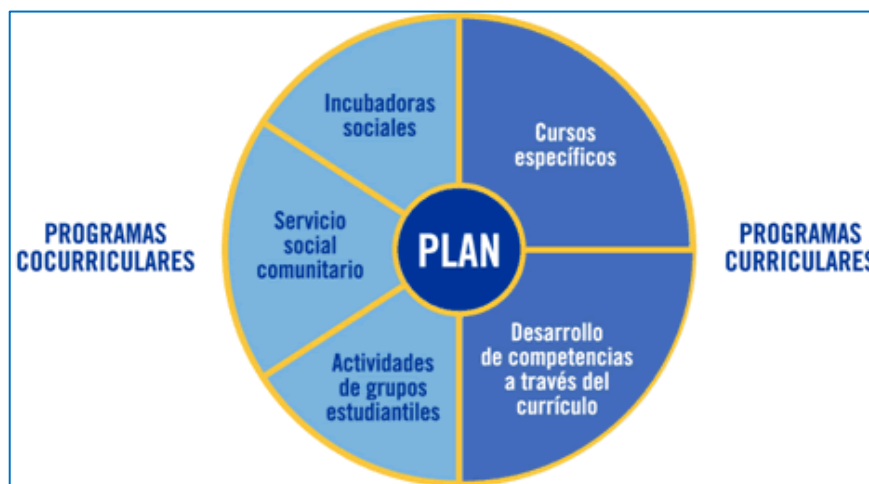 Incubadoras
sociales
Cursos
específicos
PROGRAMAS
COCURRICULARES
Servicio
social
comunitario
PLAN
PROGRAMAS
CURRICULARES
Actividades
de grupos
estudiantiles
Desarrollo
de competencias
a través del
currículo